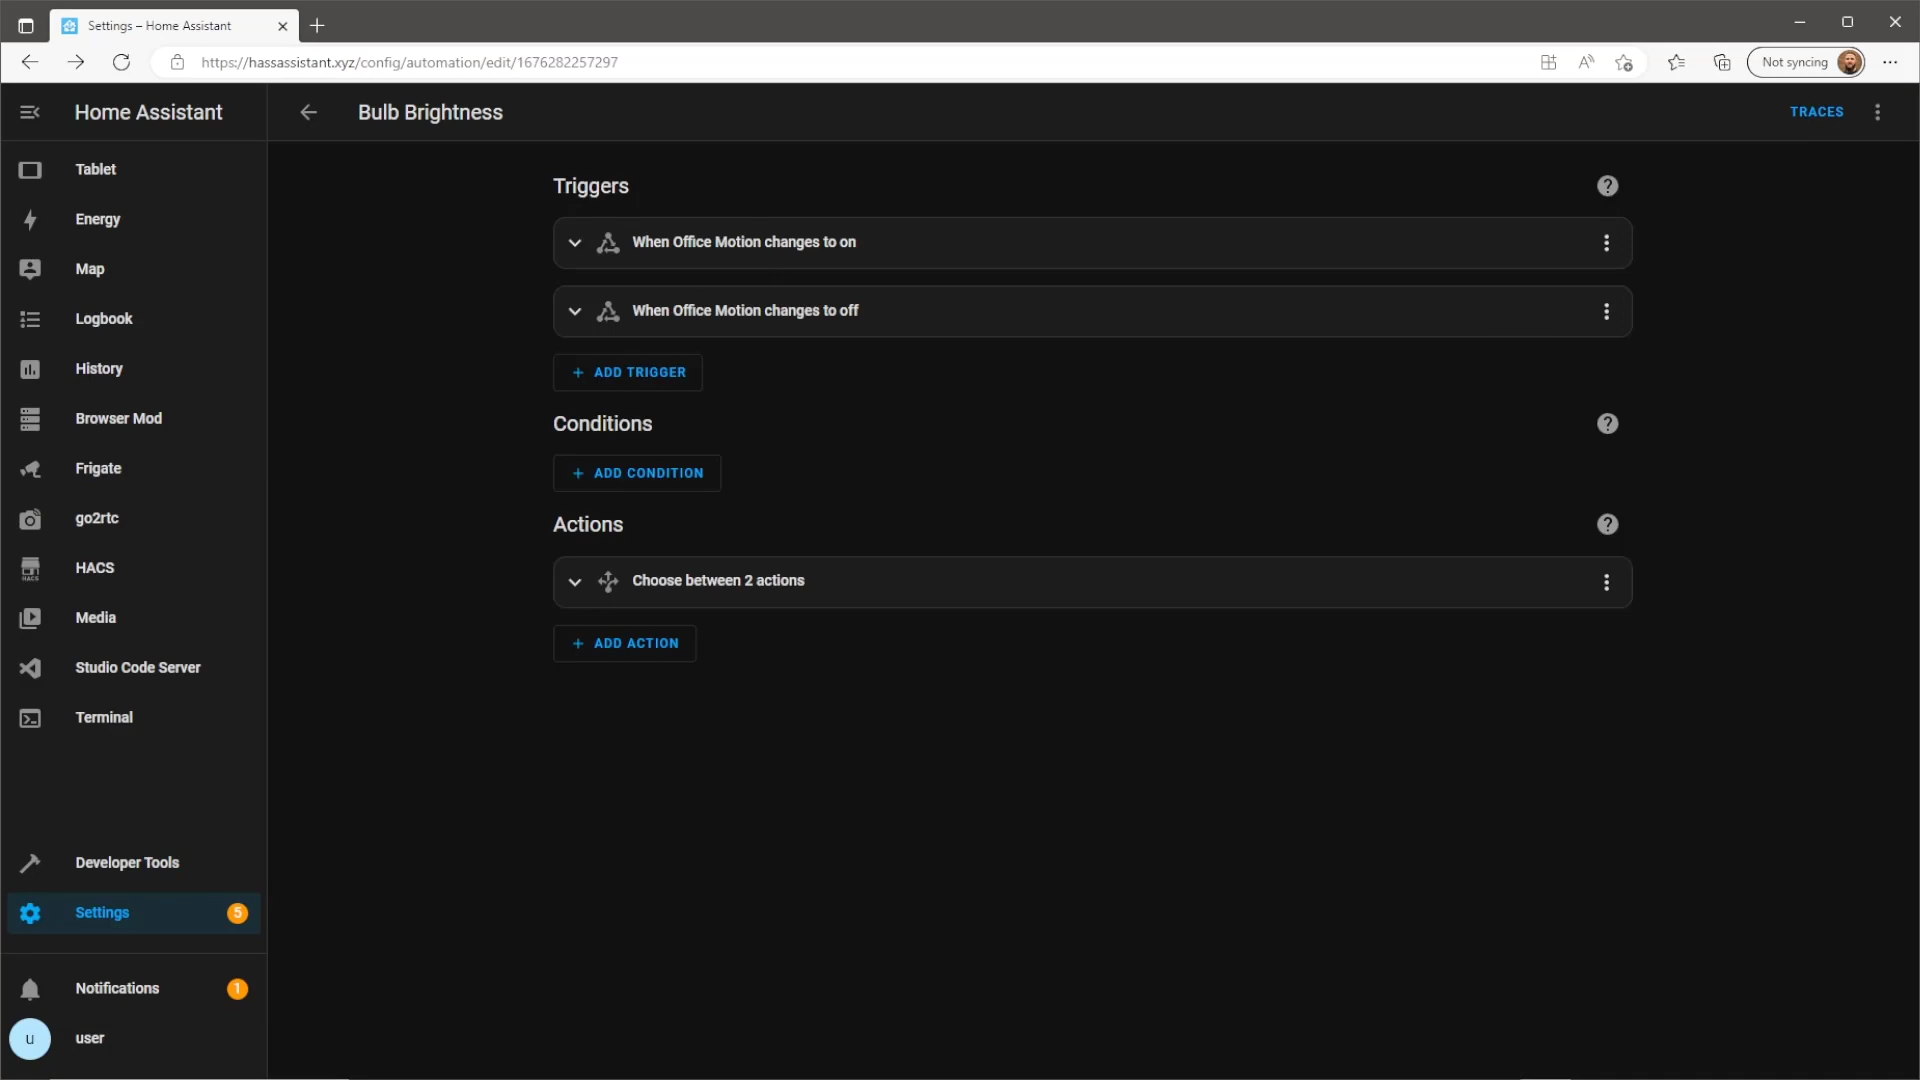 Settings – Home Assistant
https://hassassistant.xyz/config/automation/edit/1676282257297
Not syncing
Home Assistant
Bulb Brightness
TRACES
Tablet
Energy
Map
Logbook
History
Browser Mod
Frigate
go2rtc
HACS
HACS
Media
Studio Code Server
Terminal
Developer Tools
Settings
5
Notifications
1
u
user
Triggers
When Office Motion changes to on
When Office Motion changes to off
+ ADD TRIGGER
Conditions
+ ADD CONDITION
Actions
Choose between 2 actions
+ ADD ACTION